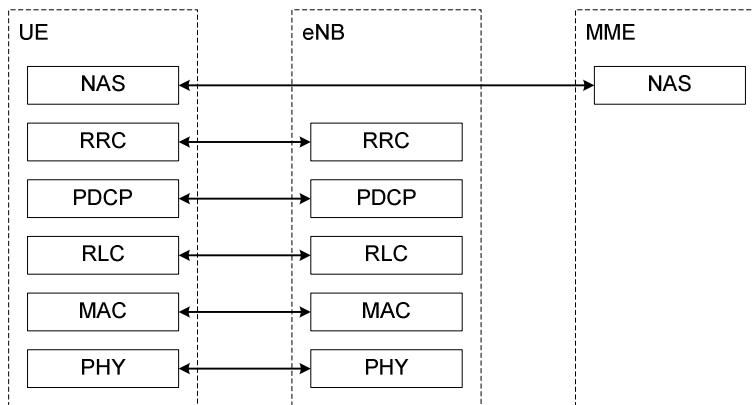 UE eNB MME
NAS NAS
RRC RRC
PDCP PDCP
RLC RLC
MAC MAC
PHY PHY